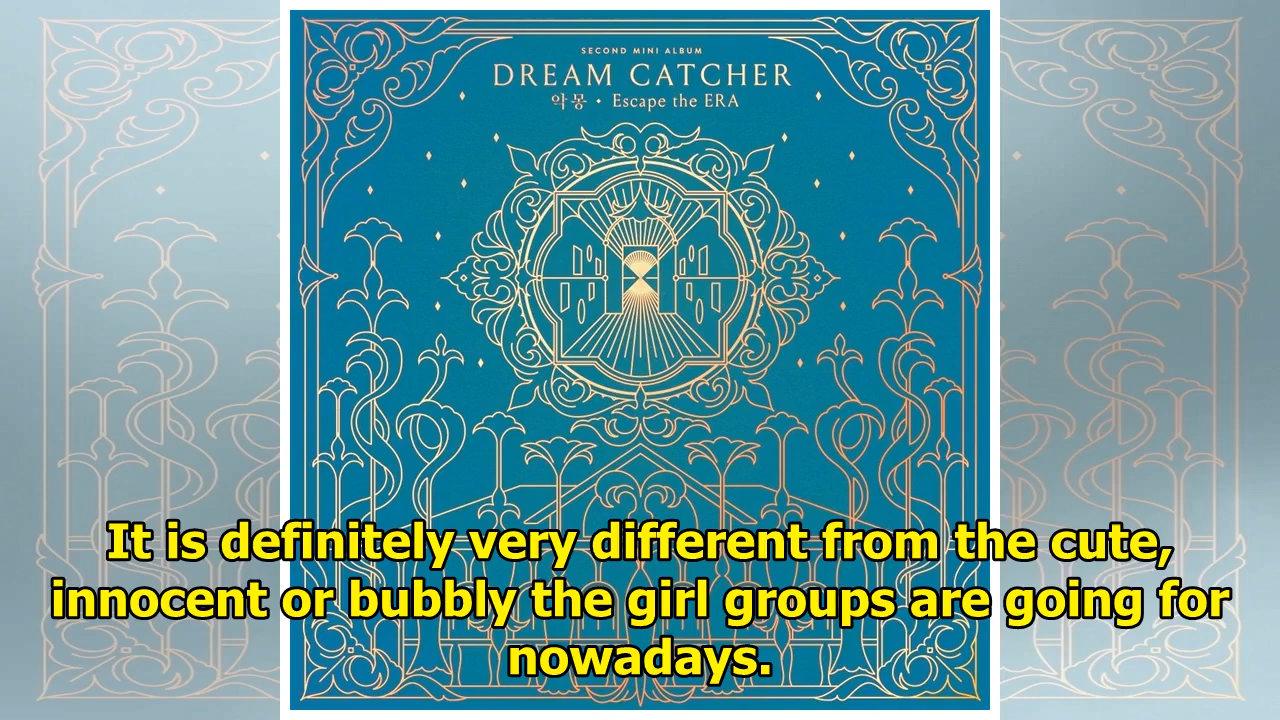 SECOND MINI ALBUM
DREAM CATCHER
악몽 • Escape the ERA
It is definitely very different from the cute,
innocent or bubbly the girl groups are going for
nowadays.